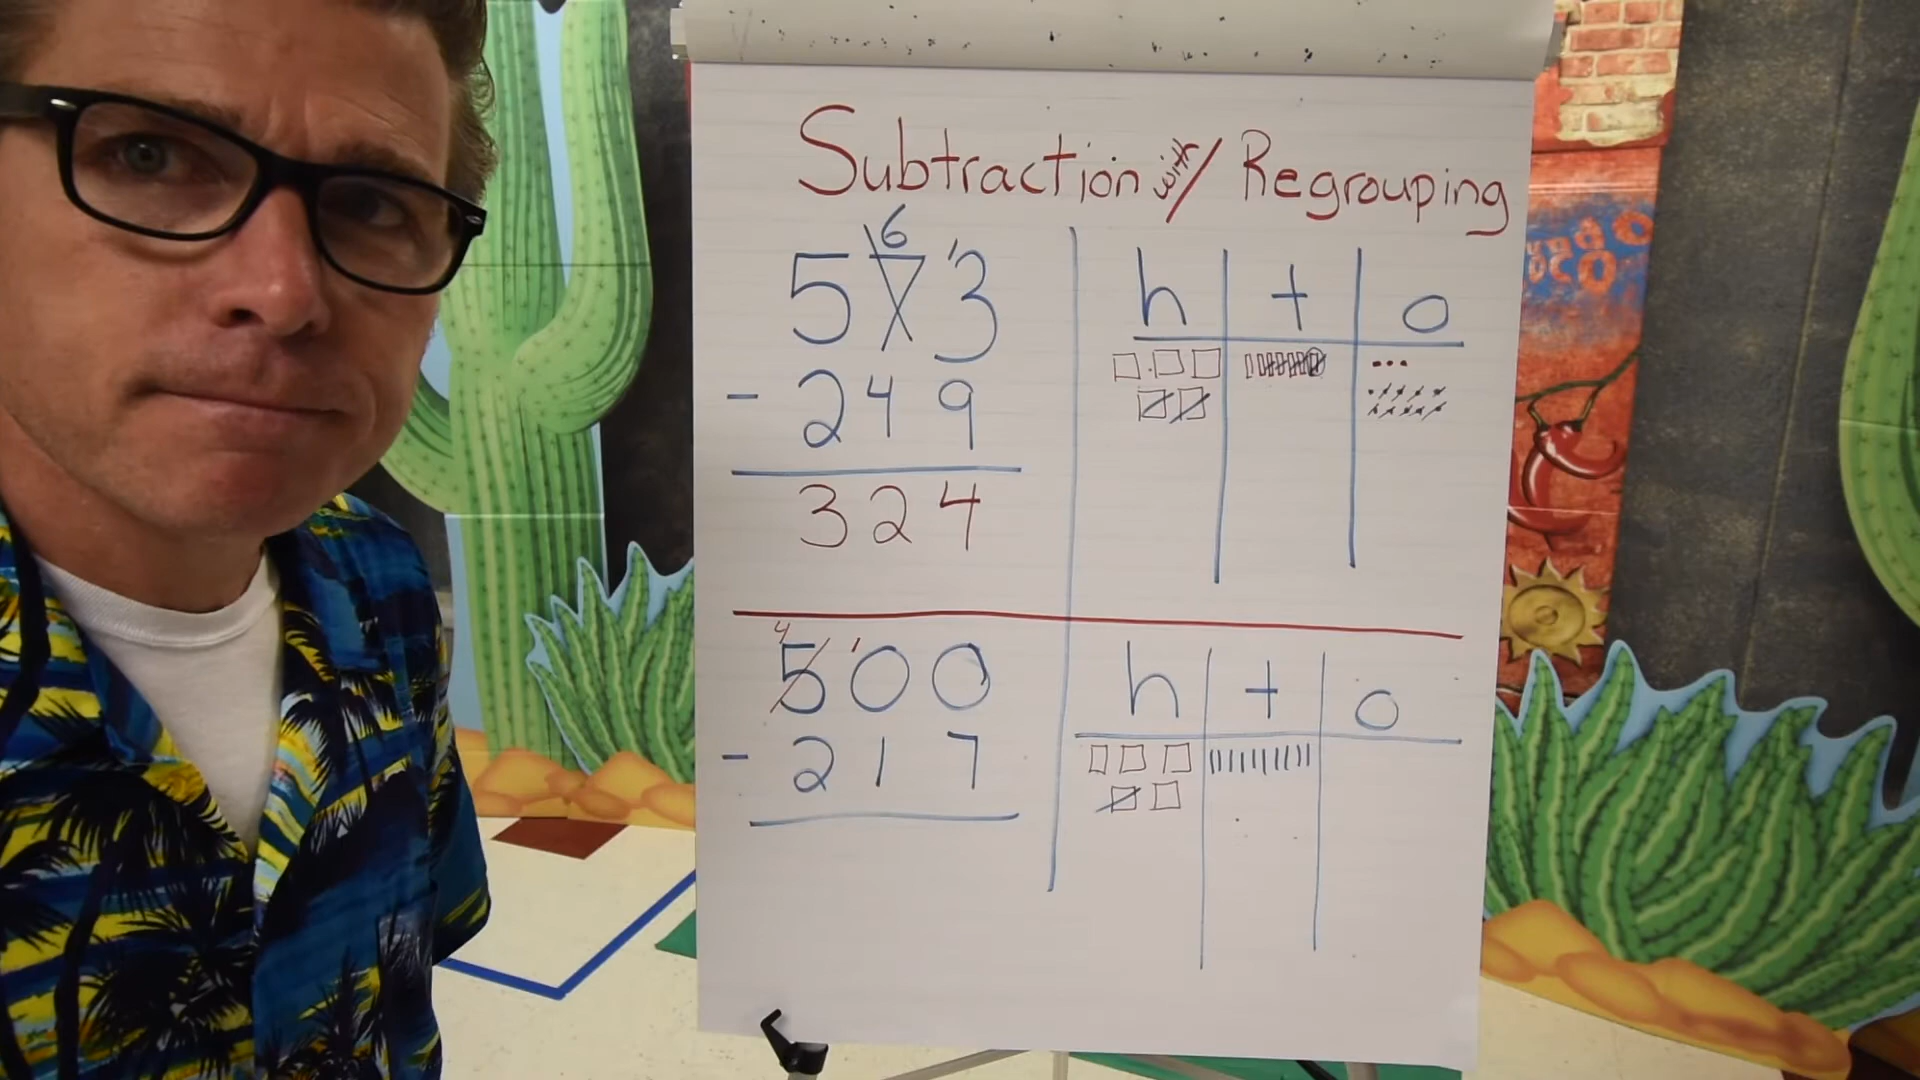 Subtraction with/ Regrouping
6
5 7 ¹3
- 2 4 9
3 2 4
h t o
4
5 ¹0 0
- 2 1 7
h t o